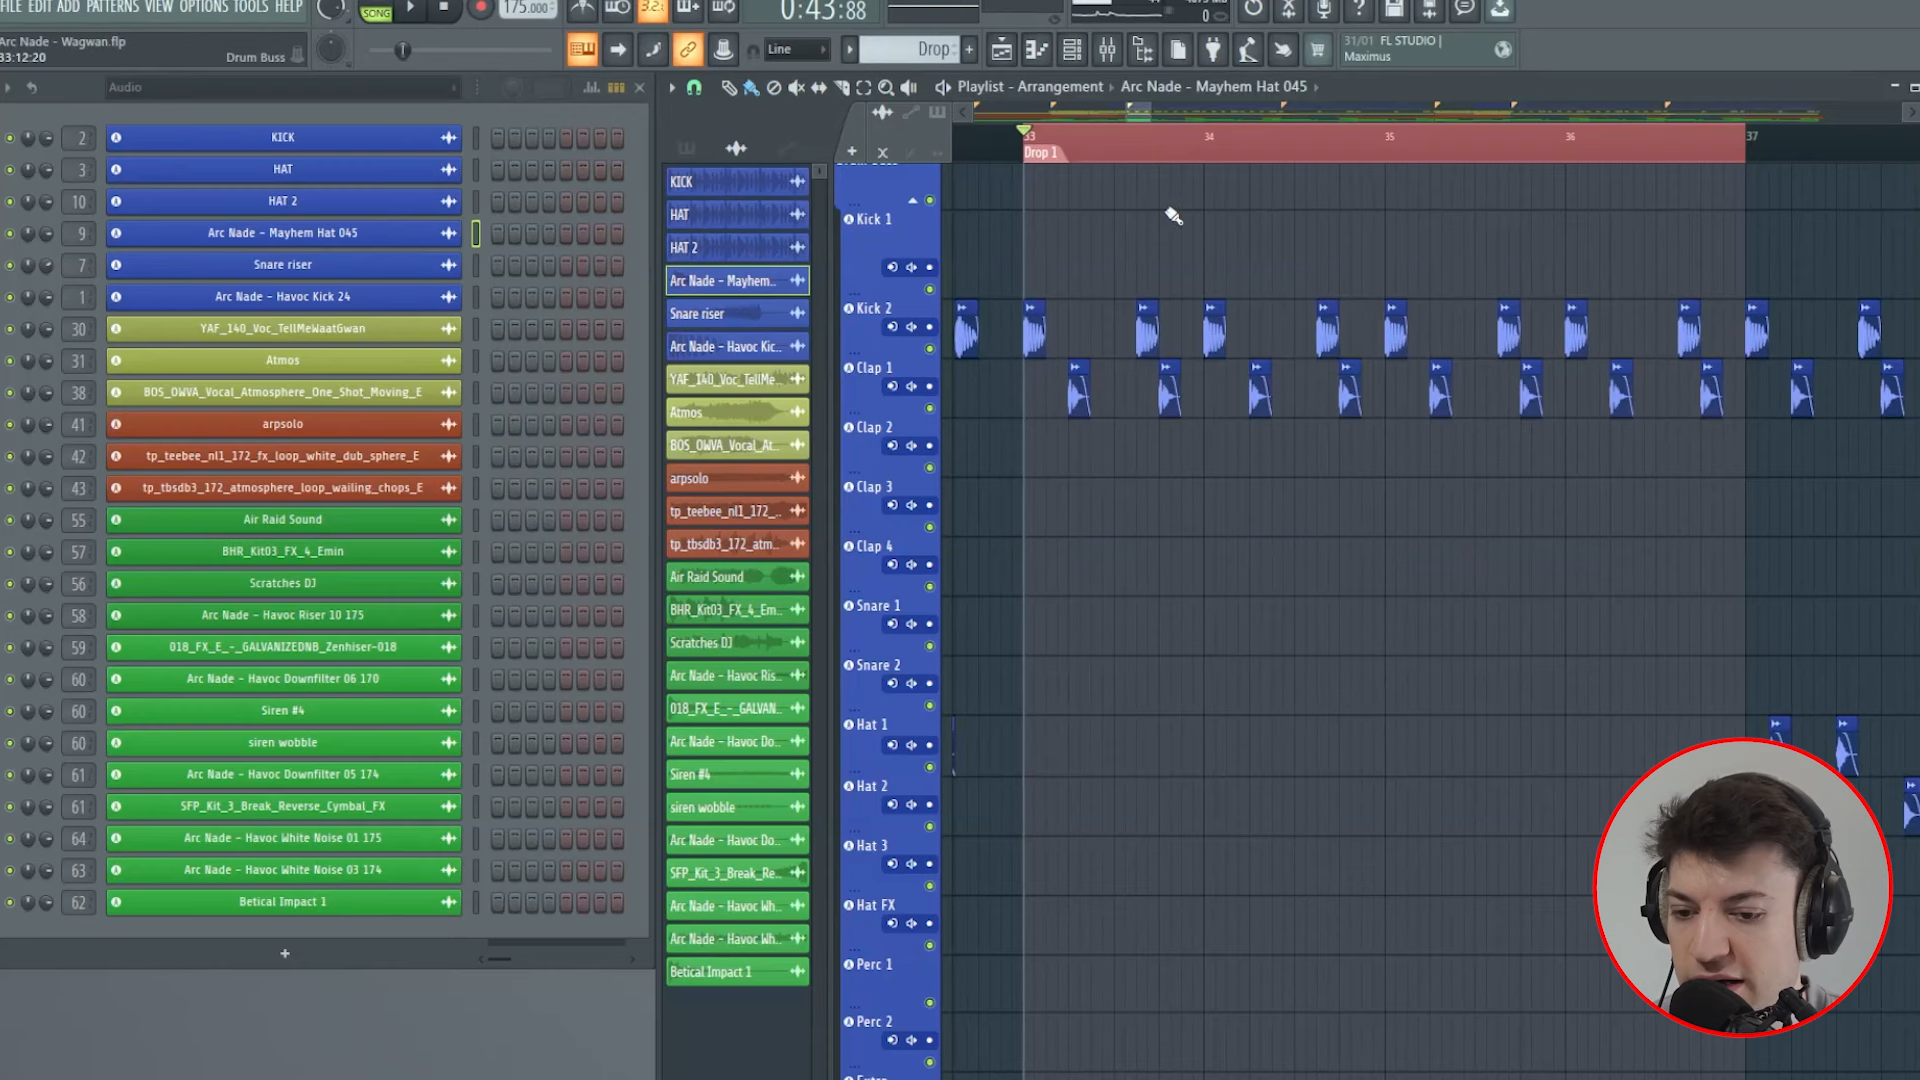 FILE EDIT ADD PATTERNS VIEW OPTIONS TOOLS HELP
SONG
175.000
3.2
0:43:88
0
Arc Nade - Wagwan.flp
33:12:20
Drum Buss
Line
Drop
31/01 FL STUDIO |
Maximus
Audio
Playlist - Arrangement Arc Nade - Mayhem Hat 045
33
34
35
36
37
Drop 1
2 KICK
3 HAT
10 HAT 2
9 Arc Nade - Mayhem Hat 045
7 Snare riser
1 Arc Nade - Havoc Kick 24
30 YAF_140_Voc_TellMeWaatGwan
31 Atmos
38 BOS_OWVA_Vocal_Atmosphere_One_Shot_Moving_E
41 arpsolo
42 tp_teebee_nl1_172_fx_loop_white_dub_sphere_E
43 tp_tbsdb3_172_atmosphere_loop_wailing_chops_E
55 Air Raid Sound
57 BHR_Kit03_FX_4_Emin
56 Scratches DJ
58 Arc Nade - Havoc Riser 10 175
59 018_FX_E_-_GALVANIZEDNB_Zenhiser-018
60 Arc Nade - Havoc Downfilter 06 170
60 Siren #4
60 siren wobble
61 Arc Nade - Havoc Downfilter 05 174
61 SFP_Kit_3_Break_Reverse_Cymbal_FX
64 Arc Nade - Havoc White Noise 01 175
63 Arc Nade - Havoc White Noise 03 174
62 Betical Impact 1
KICK
HAT
HAT 2
Arc Nade - Mayhem..
Snare riser
Arc Nade - Havoc Kic..
YAF_140_Voc_TellMe..
Atmos
BOS_OWVA_Vocal_At..
arpsolo
tp_teebee_nl1_172_..
tp_tbsdb3_172_atm..
Air Raid Sound
BHR_Kit03_FX_4_Em..
Scratches DJ
Arc Nade - Havoc Ris..
018_FX_E_-_GALVAN..
Arc Nade - Havoc Do..
Siren #4
siren wobble
Arc Nade - Havoc Do..
SFP_Kit_3_Break_Re..
Arc Nade - Havoc Wh..
Arc Nade - Havoc Wh..
Betical Impact 1
Kick 1
Kick 2
Clap 1
Clap 2
Clap 3
Clap 4
Snare 1
Snare 2
Hat 1
Hat 2
Hat 3
Hat FX
Perc 1
Perc 2